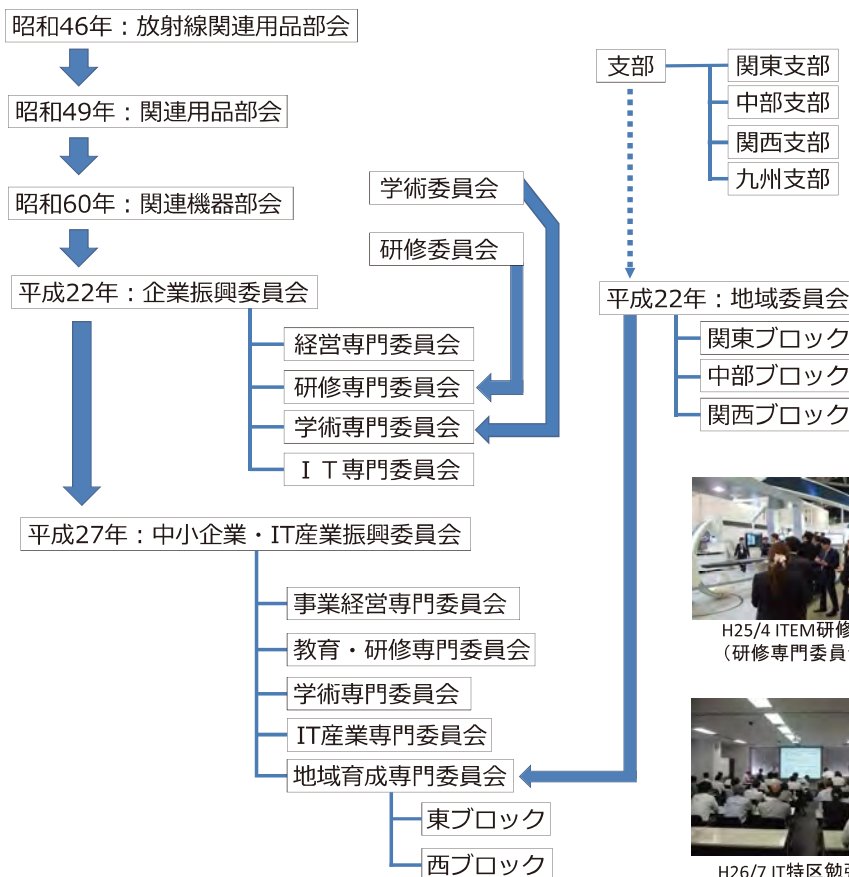 昭和46年：放射線関連用品部会
昭和49年：関連用品部会
昭和60年：関連機器部会
学術委員会
研修委員会
平成22年：企業振興委員会
経営専門委員会
研修専門委員会
学術専門委員会
ＩＴ専門委員会
平成27年：中小企業・IT産業振興委員会
事業経営専門委員会
教育・研修専門委員会
学術専門委員会
IT産業専門委員会
地域育成専門委員会
東ブロック
西ブロック
支部
関東支部
中部支部
関西支部
九州支部
平成22年：地域委員会
関東ブロック
中部ブロック
関西ブロック
H25/4 ITEM研修
（研修専門委員
H26/7 IT特区勉